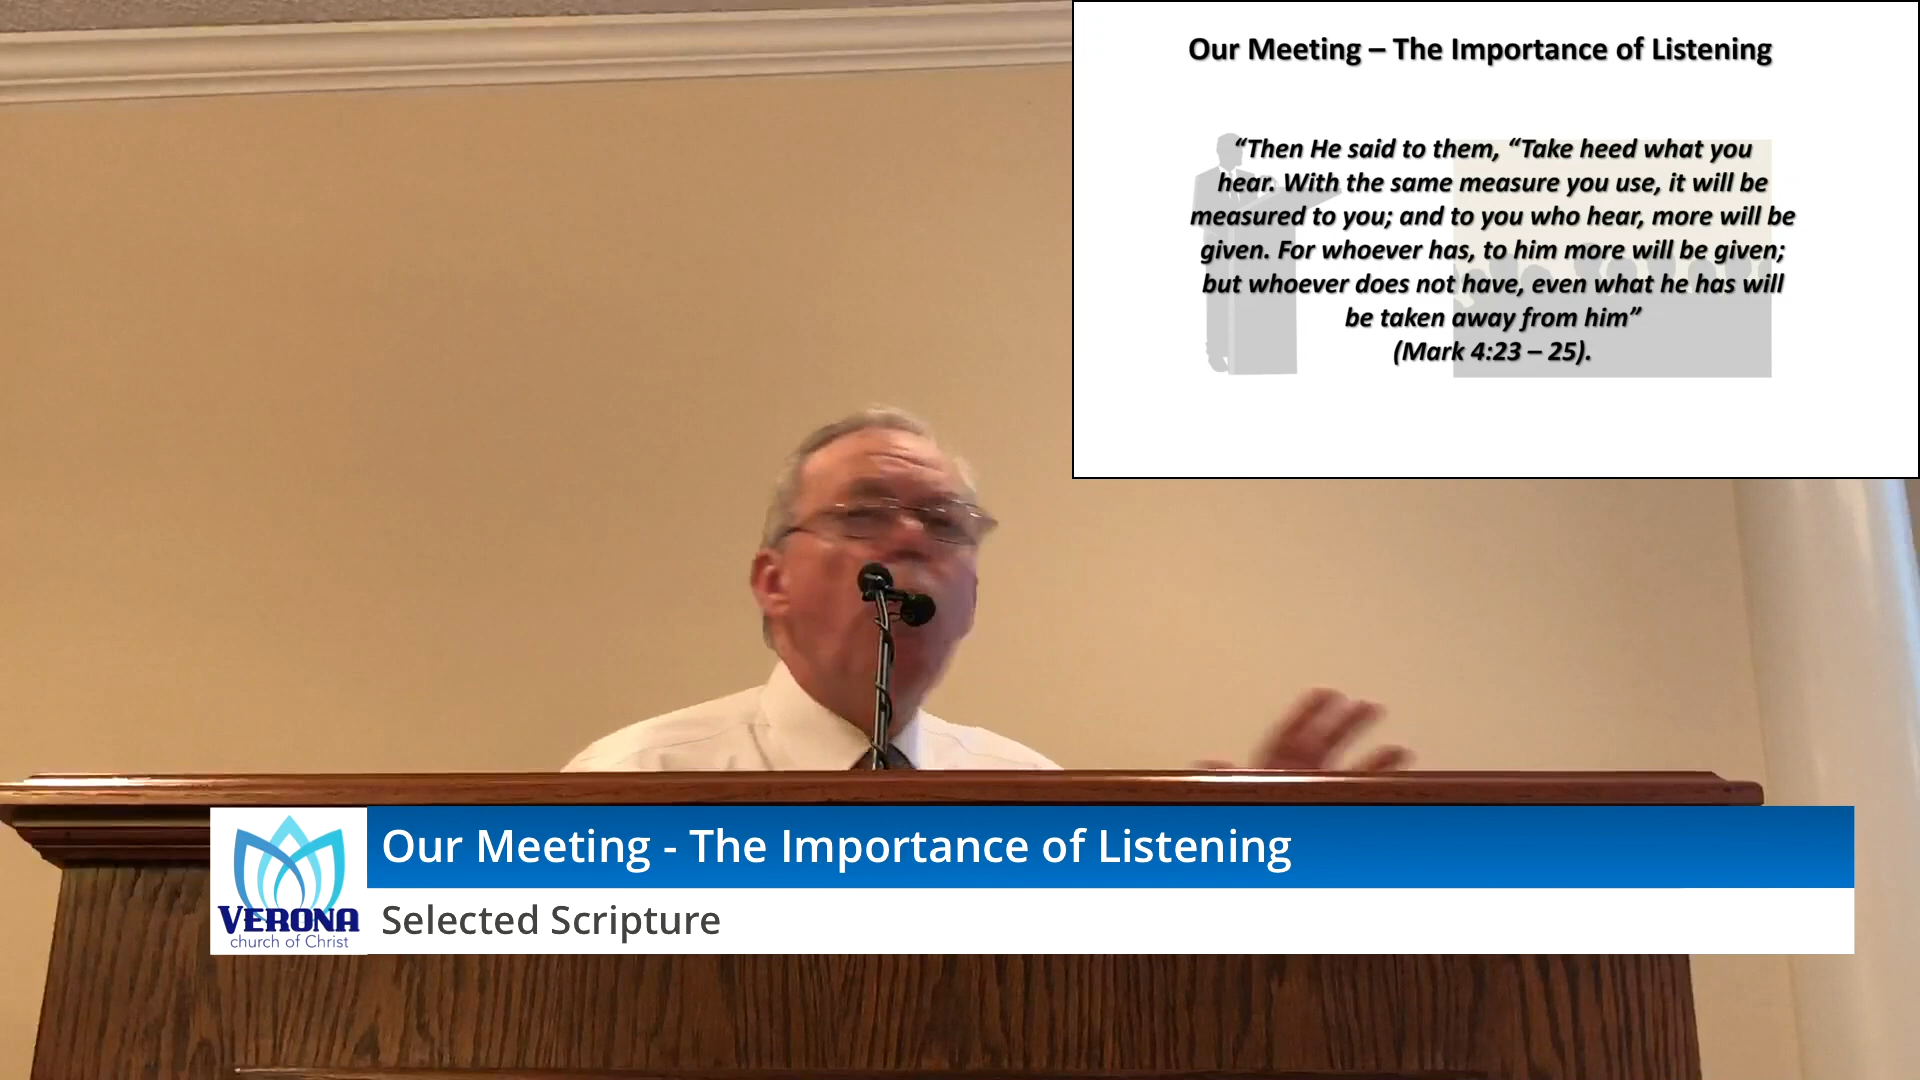 Our Meeting – The Importance of Listening
“Then He said to them, “Take heed what you
hear. With the same measure you use, it will be
measured to you; and to you who hear, more will be
given. For whoever has, to him more will be given;
but whoever does not have, even what he has will
be taken away from him”
(Mark 4:23 – 25).
Our Meeting - The Importance of Listening
Selected Scripture
VERONA
church of Christ